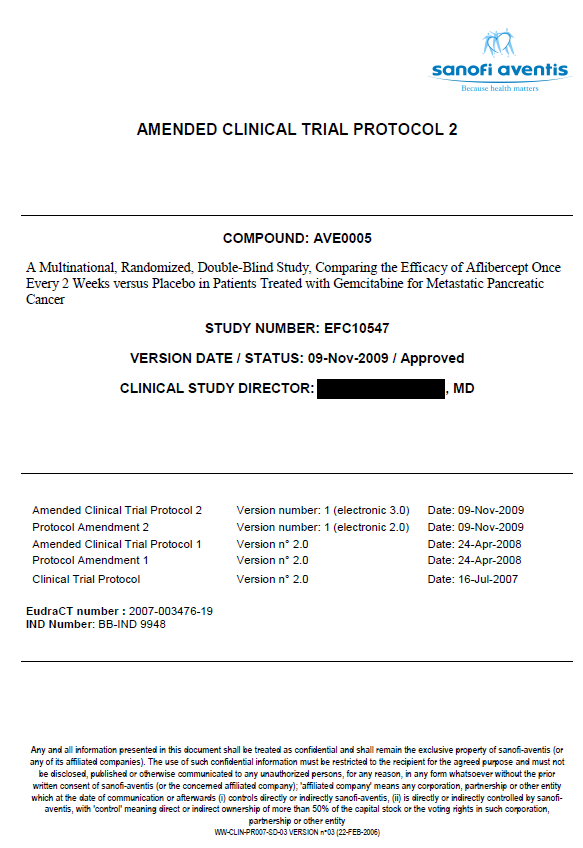 sanofi aventis
Because health matters
AMENDED CLINICAL TRIAL PROTOCOL 2
COMPOUND: AVE0005
A Multinational, Randomized, Double-Blind Study, Comparing the Efficacy of Aflibercept Once
Every 2 Weeks versus Placebo in Patients Treated with Gemcitabine for Metastatic Pancreatic
Cancer
STUDY NUMBER: EFC10547
VERSION DATE / STATUS: 09-Nov-2009 / Approved
CLINICAL STUDY DIRECTOR: , MD
Amended Clinical Trial Protocol 2 Version number: 1 (electronic 3.0) Date: 09-Nov-2009
Protocol Amendment 2 Version number: 1 (electronic 2.0) Date: 09-Nov-2009
Amended Clinical Trial Protocol 1 Version n° 2.0 Date: 24-Apr-2008
Protocol Amendment 1 Version n° 2.0 Date: 24-Apr-2008
Clinical Trial Protocol Version n° 2.0 Date: 16-Jul-2007
EudraCT number : 2007-003476-19
IND Number: BB-IND 9948
Any and all information presented in this document shall be treated as confidential and shall remain the exclusive property of sanofi-aventis (or
any of its affiliated companies). The use of such confidential information must be restricted to the recipient for the agreed purpose and must not
be disclosed, published or otherwise communicated to any unauthorized persons, for any reason, in any form whatsoever without the prior
written consent of sanofi-aventis (or the concerned affiliated company); 'affiliated company' means any corporation, partnership or other entity
which at the date of communication or afterwards (i) controls directly or indirectly sanofi-aventis, (ii) is directly or indirectly controlled by sanofi-
aventis, with 'control' meaning direct or indirect ownership of more than 50% of the capital stock or the voting rights in such corporation,
partnership or other entity
WW-CLIN-PR007-SD-03 VERSION n°03 (22-FEB-2006)